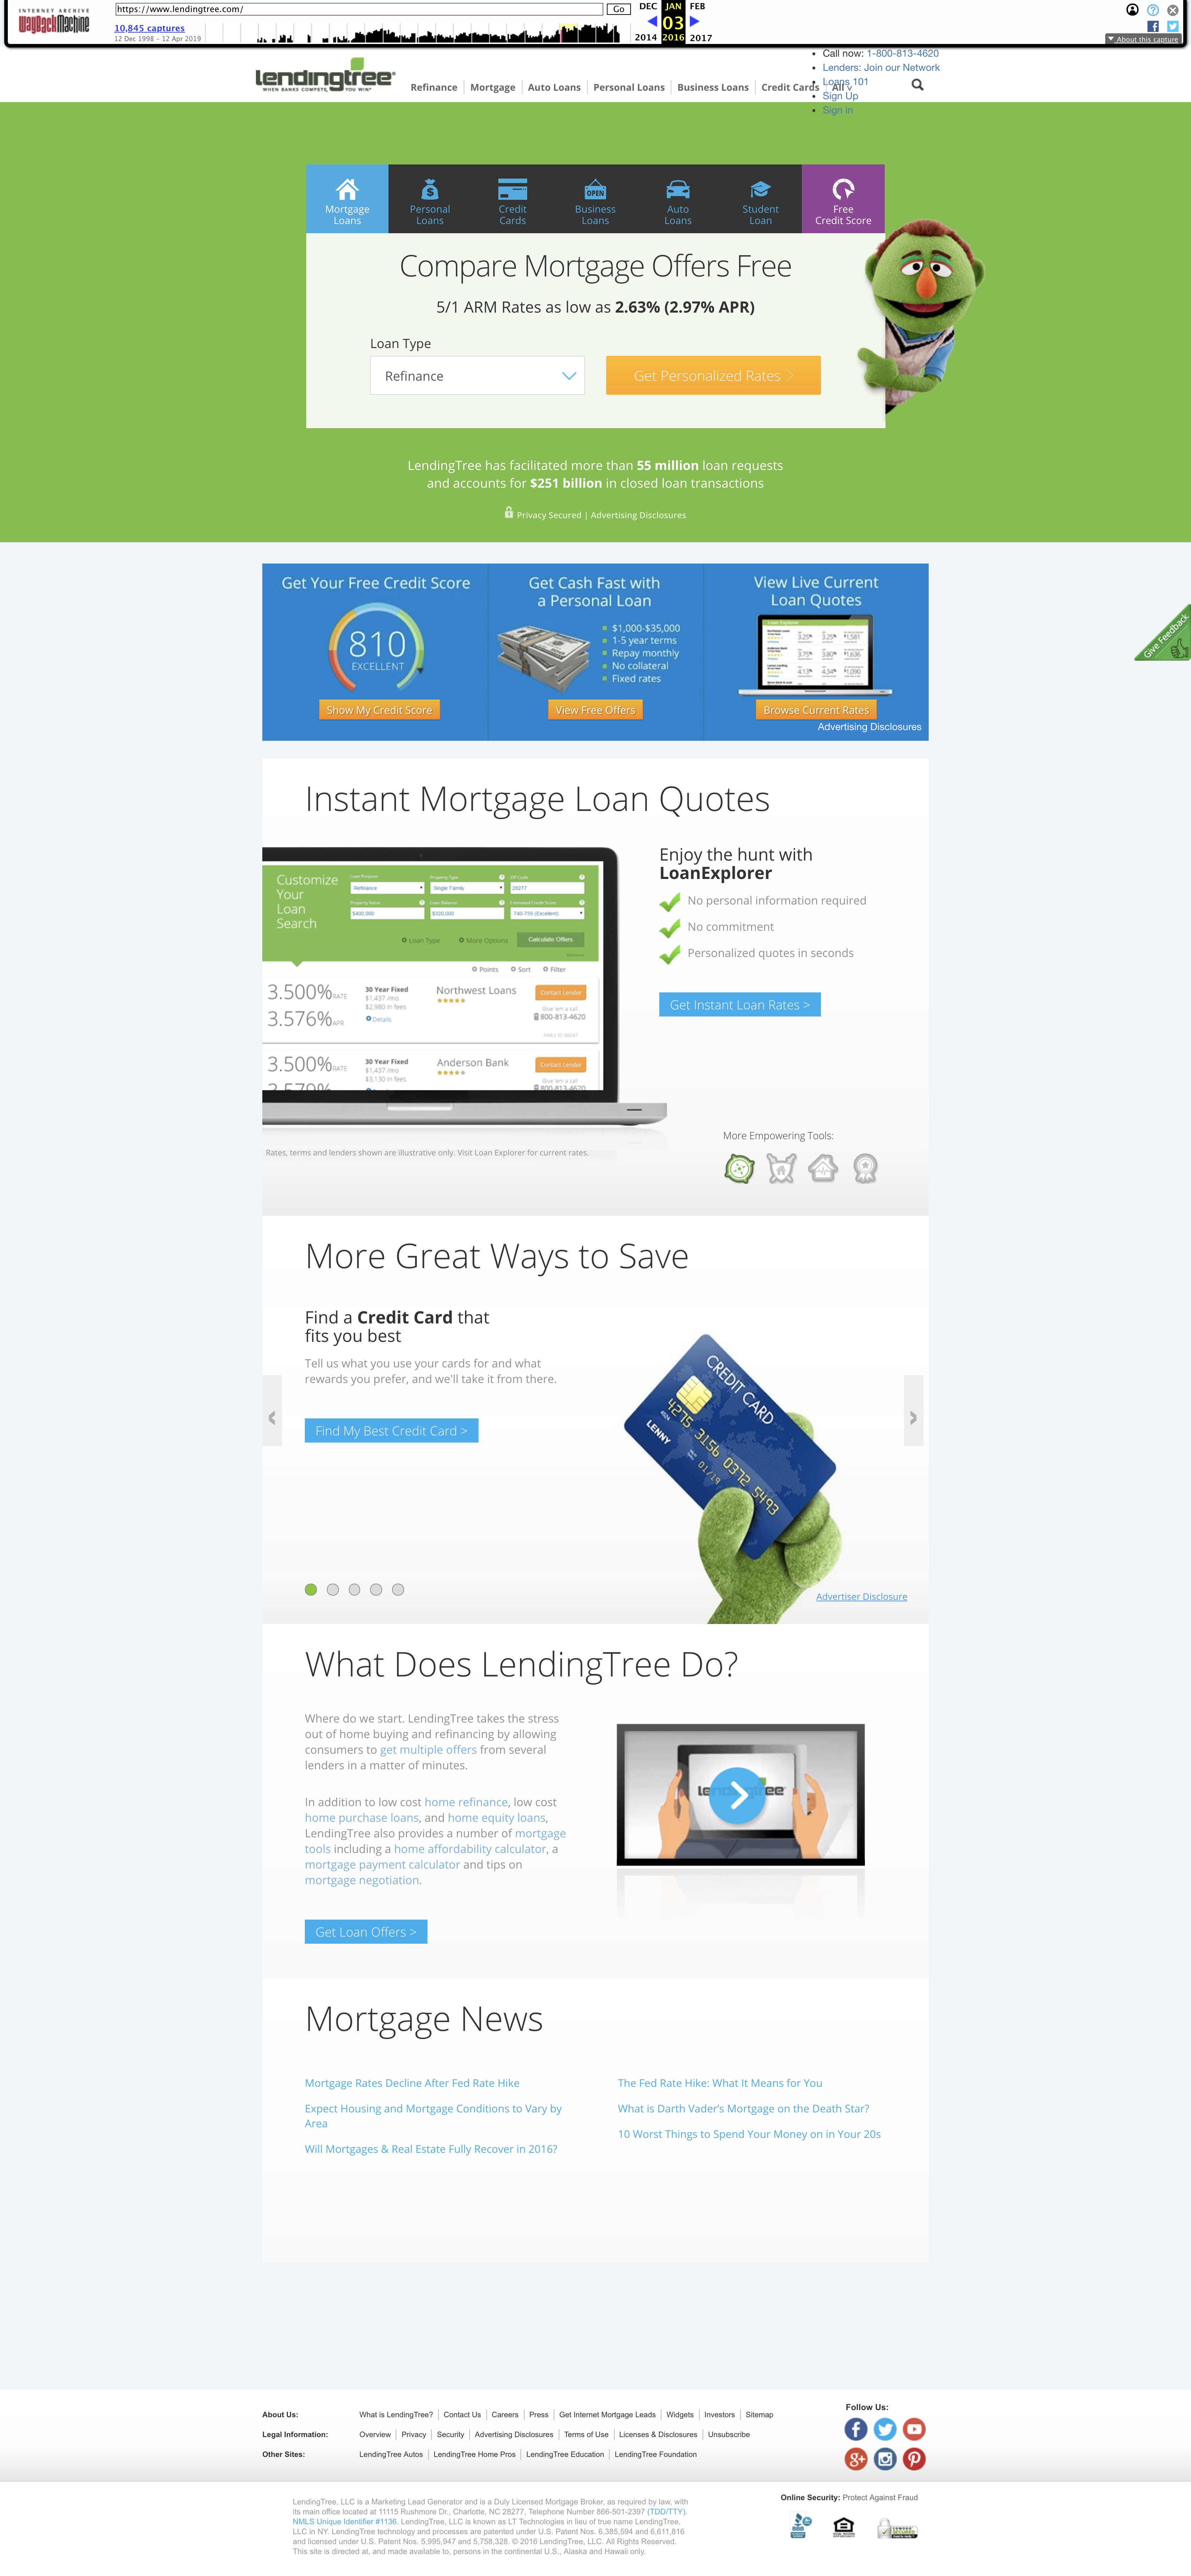 INTERNET ARCHIVE
WayBackMachine
https://www.lendingtree.com/
Go
DEC JAN FEB
03
2014 2016 2017
10,845 captures
12 Dec 1998 – 12 Apr 2019
About this capture
Call now: 1-800-813-4620
Lenders: Join our Network
Loans 101
Sign Up
Sign in
lendingtree
WHEN BANKS COMPETE, YOU WIN
Refinance Mortgage Auto Loans Personal Loans Business Loans Credit Cards All
Mortgage Loans
Personal Loans
Credit Cards
OPEN
Business Loans
Auto Loans
Student Loan
Free Credit Score
Compare Mortgage Offers Free
5/1 ARM Rates as low as 2.63% (2.97% APR)
Loan Type
Refinance
Get Personalized Rates
LendingTree has facilitated more than 55 million loan requests
and accounts for $251 billion in closed loan transactions
Privacy Secured | Advertising Disclosures
Get Your Free Credit Score
810
EXCELLENT
Show My Credit Score
Get Cash Fast with
a Personal Loan
$1,000-$35,000
1-5 year terms
Repay monthly
No collateral
Fixed rates
View Free Offers
View Live Current
Loan Quotes
Browse Current Rates
Advertising Disclosures
Give Feedback
Instant Mortgage Loan Quotes
Customize
Your
Loan
Search
Loan Purpose Property Type ZIP Code
Refinance Single Family 28277
Property Value Loan Balance Estimated Credit Score
$400,000 $320,000 740-759 (Excellent)
Loan Type More Options Calculate Offers
Points Sort Filter
3.500% RATE
3.576% APR
30 Year Fixed
$1,437 /mo
$2,980 in fees
Details
Northwest Loans
Contact Lender
Give 'em a call
800-813-4620
3.500% RATE
30 Year Fixed
$1,437 /mo
$3,130 in fees
Anderson Bank
Contact Lender
Give 'em a call
800-813-4620
Rates, terms and lenders shown are illustrative only. Visit Loan Explorer for current rates.
Enjoy the hunt with
LoanExplorer
No personal information required
No commitment
Personalized quotes in seconds
Get Instant Loan Rates >
More Empowering Tools:
More Great Ways to Save
Find a Credit Card that
fits you best
Tell us what you use your cards for and what
rewards you prefer, and we'll take it from there.
Find My Best Credit Card >
CREDIT CARD
4275 3156 0372 5493
01/19
LENNY
Advertiser Disclosure
What Does LendingTree Do?
Where do we start. LendingTree takes the stress
out of home buying and refinancing by allowing
consumers to get multiple offers from several
lenders in a matter of minutes.
In addition to low cost home refinance, low cost
home purchase loans, and home equity loans,
LendingTree also provides a number of mortgage
tools including a home affordability calculator, a
mortgage payment calculator and tips on
mortgage negotiation.
Get Loan Offers >
Mortgage News
Mortgage Rates Decline After Fed Rate Hike
Expect Housing and Mortgage Conditions to Vary by
Area
Will Mortgages & Real Estate Fully Recover in 2016?
The Fed Rate Hike: What It Means for You
What is Darth Vader's Mortgage on the Death Star?
10 Worst Things to Spend Your Money on in Your 20s
About Us: What is LendingTree? Contact Us Careers Press Get Internet Mortgage Leads Widgets Investors Sitemap
Legal Information: Overview Privacy Security Advertising Disclosures Terms of Use Licenses & Disclosures Unsubscribe
Other Sites: LendingTree Autos LendingTree Home Pros LendingTree Education LendingTree Foundation
Follow Us:
LendingTree, LLC is a Marketing Lead Generator and is a Duly Licensed Mortgage Broker, as required by law, with
its main office located at 11115 Rushmore Dr., Charlotte, NC 28277, Telephone Number 866-501-2397 (TDD/TTY).
NMLS Unique Identifier #1136. LendingTree, LLC is known as LT Technologies in lieu of true name LendingTree,
LLC in NY. LendingTree technology and processes are patented under U.S. Patent Nos. 6,385,594 and 6,611,816
and licensed under U.S. Patent Nos. 5,995,947 and 5,758,328. © 2016 LendingTree, LLC. All Rights Reserved.
This site is directed at, and made available to, persons in the continental U.S., Alaska and Hawaii only.
Online Security: Protect Against Fraud
BBB